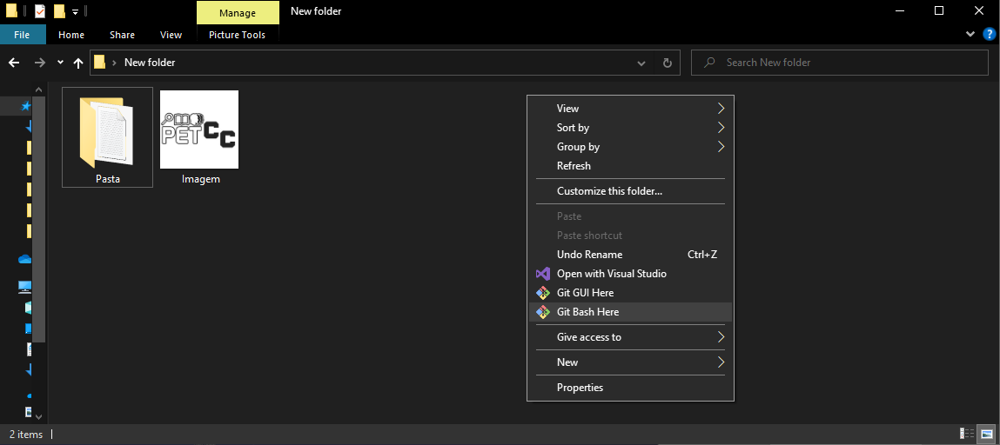 Manage
New folder
File
Home
Share
View
Picture Tools
New folder
Search New folder
Pasta
PET CC
Imagem
View
Sort by
Group by
Refresh
Customize this folder...
Paste
Paste shortcut
Undo Rename Ctrl+Z
Open with Visual Studio
Git GUI Here
Git Bash Here
Give access to
New
Properties
2 items